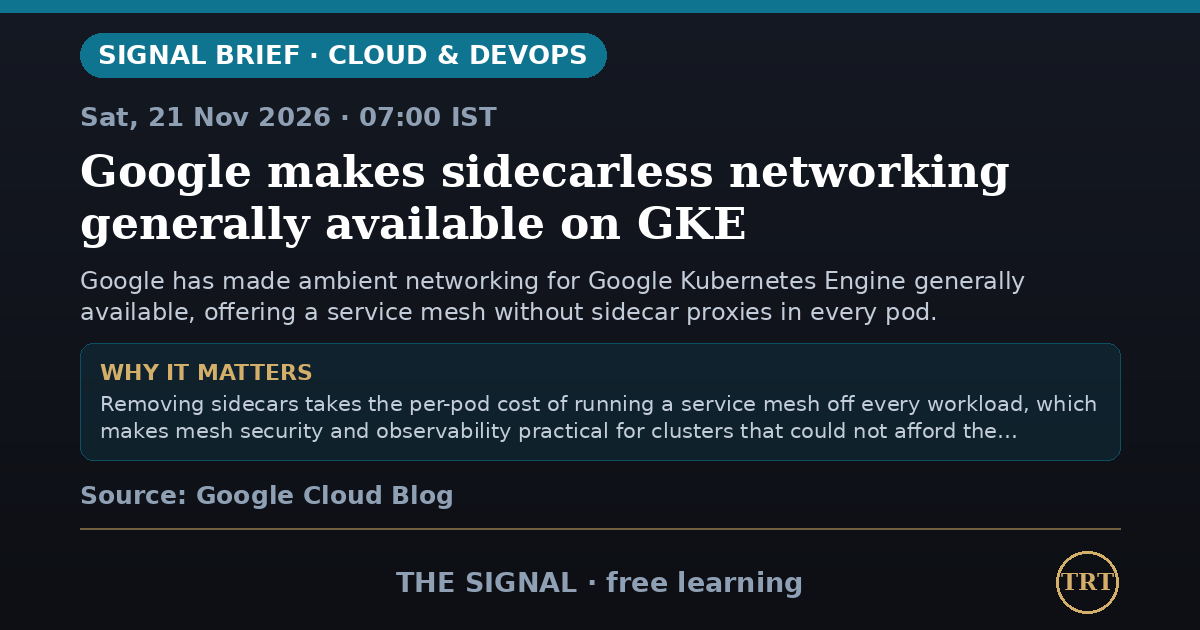 SIGNAL BRIEF · CLOUD & DEVOPS
Sat, 21 Nov 2026 · 07:00 IST
Google makes sidecarless networking
generally available on GKE
Google has made ambient networking for Google Kubernetes Engine generally
available, offering a service mesh without sidecar proxies in every pod.
WHY IT MATTERS
Removing sidecars takes the per-pod cost of running a service mesh off every workload, which
makes mesh security and observability practical for clusters that could not afford the...
Source: Google Cloud Blog
THE SIGNAL · free learning
TRT